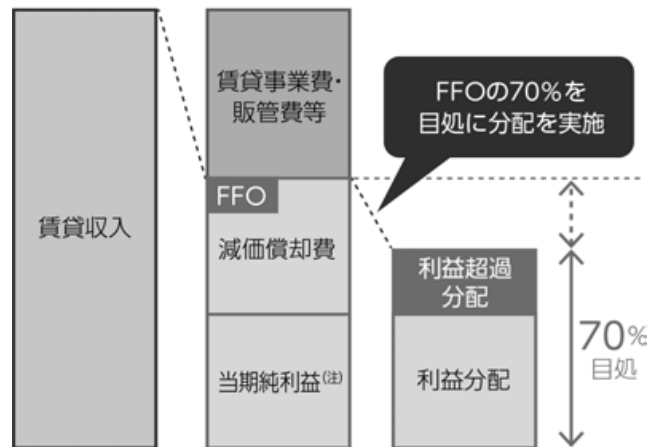 賃貸収入
賃貸事業費・
販管費等
FFO
減価償却費
当期純利益(注)
FFOの70%を
目処に分配を実施
利益超過
分配
利益分配
70%
目処